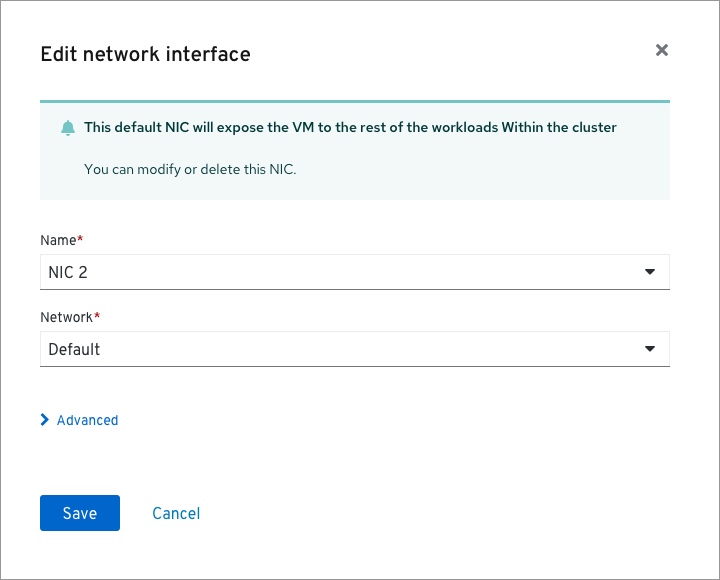 Edit network interface
This default NIC will expose the VM to the rest of the workloads Within the cluster
You can modify or delete this NIC.
Name*
NIC 2
Network*
Default
Advanced
Save
Cancel